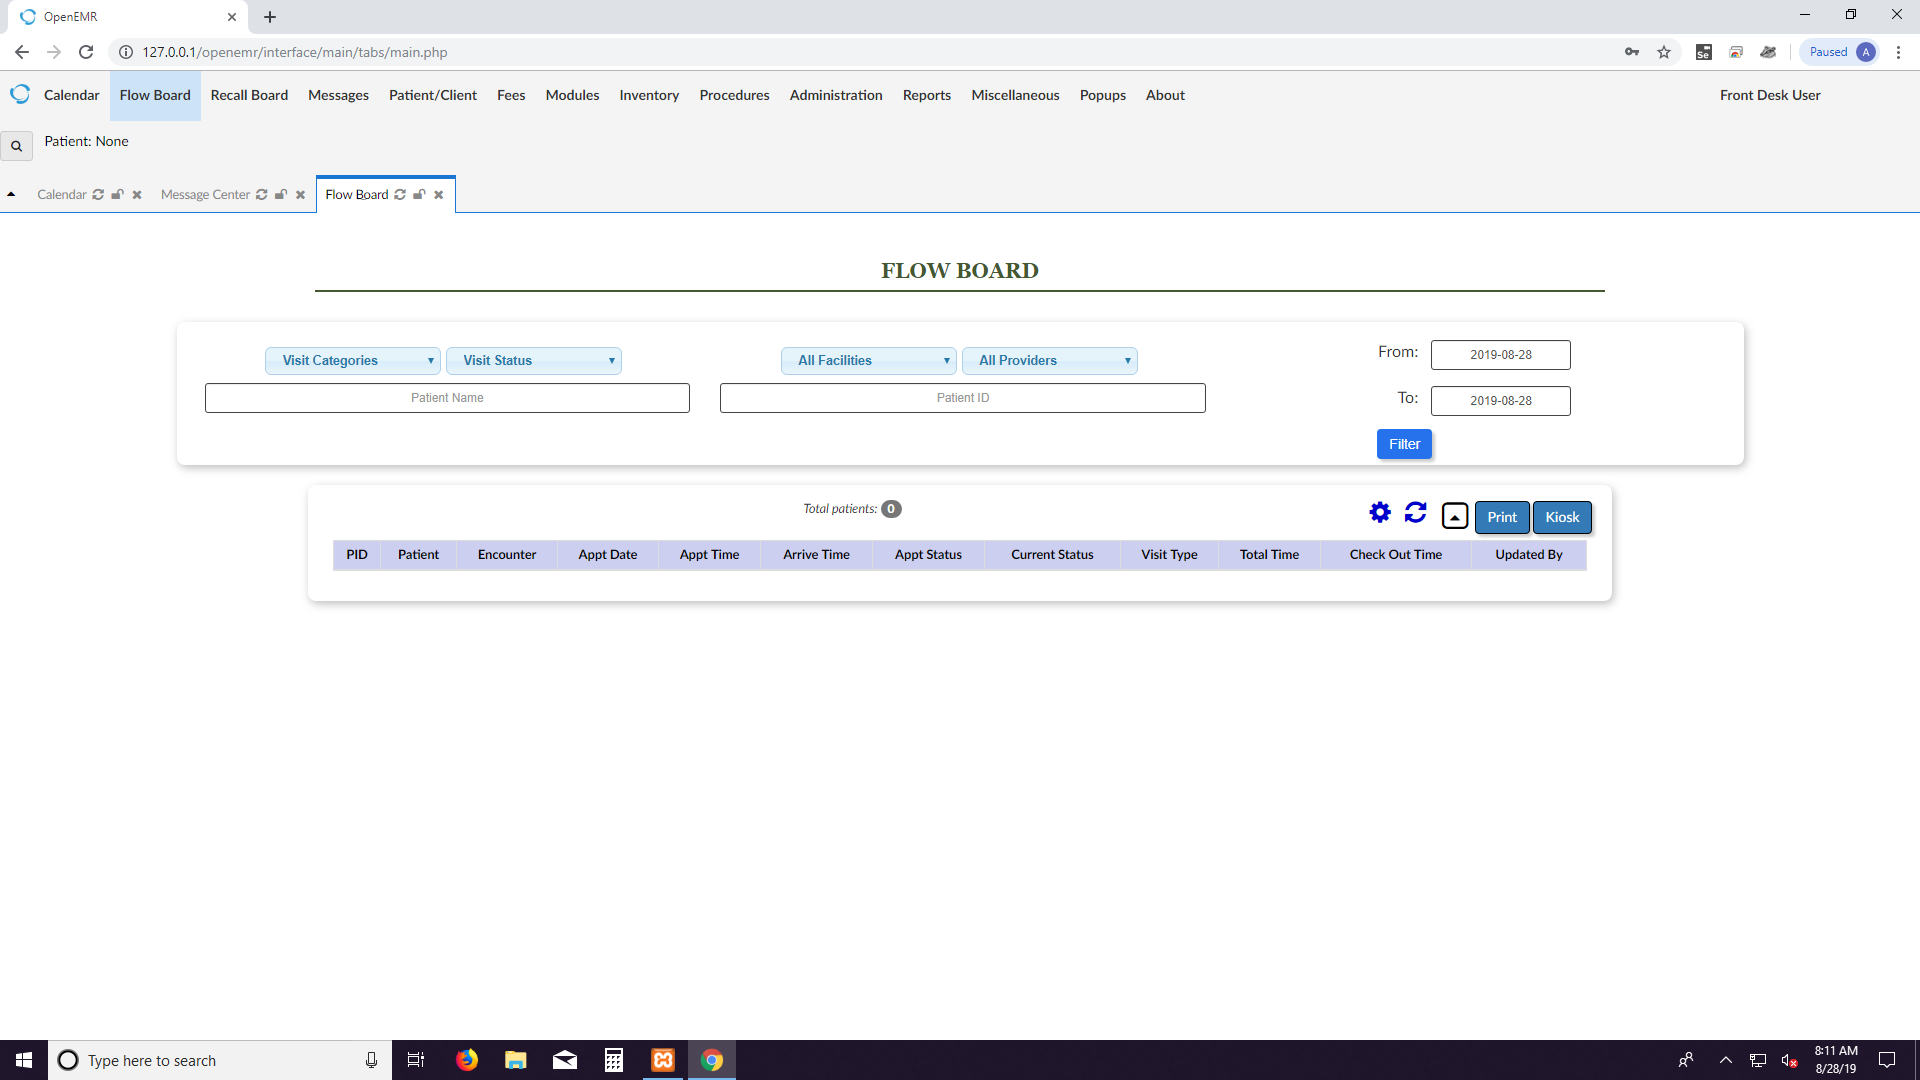 OpenEMR
127.0.0.1/openemr/interface/main/tabs/main.php
Paused A
Calendar Flow Board Recall Board Messages Patient/Client Fees Modules Inventory Procedures Administration Reports Miscellaneous Popups About Front Desk User
Patient: None
Calendar Message Center Flow Board
FLOW BOARD
Visit Categories Visit Status All Facilities All Providers From: 2019-08-28
Patient Name Patient ID To: 2019-08-28
Filter
Total patients: 0 Print Kiosk
PID Patient Encounter Appt Date Appt Time Arrive Time Appt Status Current Status Visit Type Total Time Check Out Time Updated By
Type here to search
8:11 AM
8/28/19